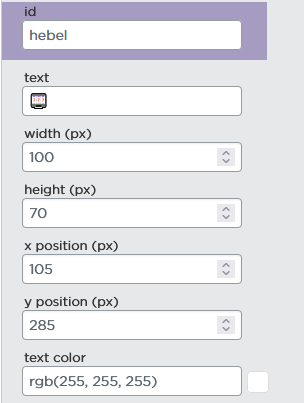 id
hebel
text
🎰
width (px)
100
height (px)
70
x position (px)
105
y position (px)
285
text color
rgb(255, 255, 255)